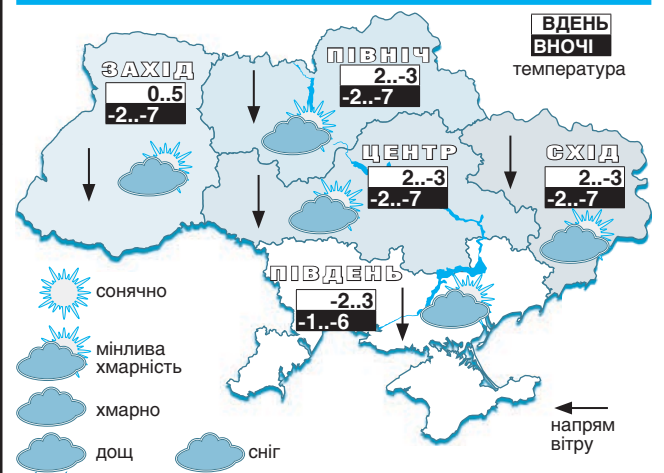 ВДЕНЬ
ВНОЧІ
температура
ЗАХІД
0..5
-2..-7
ПІВНІЧ
2..-3
-2..-7
ЦЕНТР
2..-3
-2..-7
СХІД
2..-3
-2..-7
ПІВДЕНЬ
-2..3
-1..-6
сонячно
мінлива
хмарність
хмарно
дощ
сніг
напрям
вітру